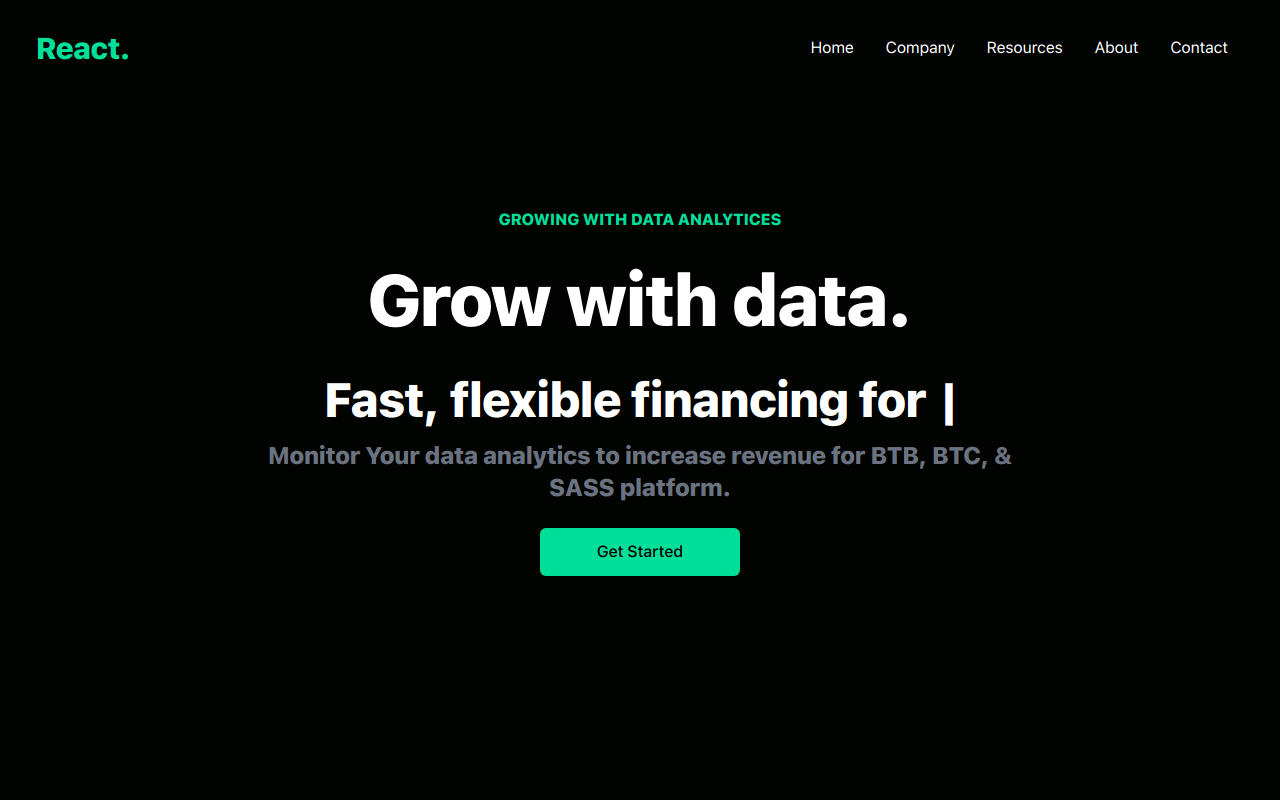 React.
Home Company Resources About Contact
GROWING WITH DATA ANALYTICES
Grow with data.
Fast, flexible financing for |
Monitor Your data analytics to increase revenue for BTB, BTC, &
SASS platform.
Get Started